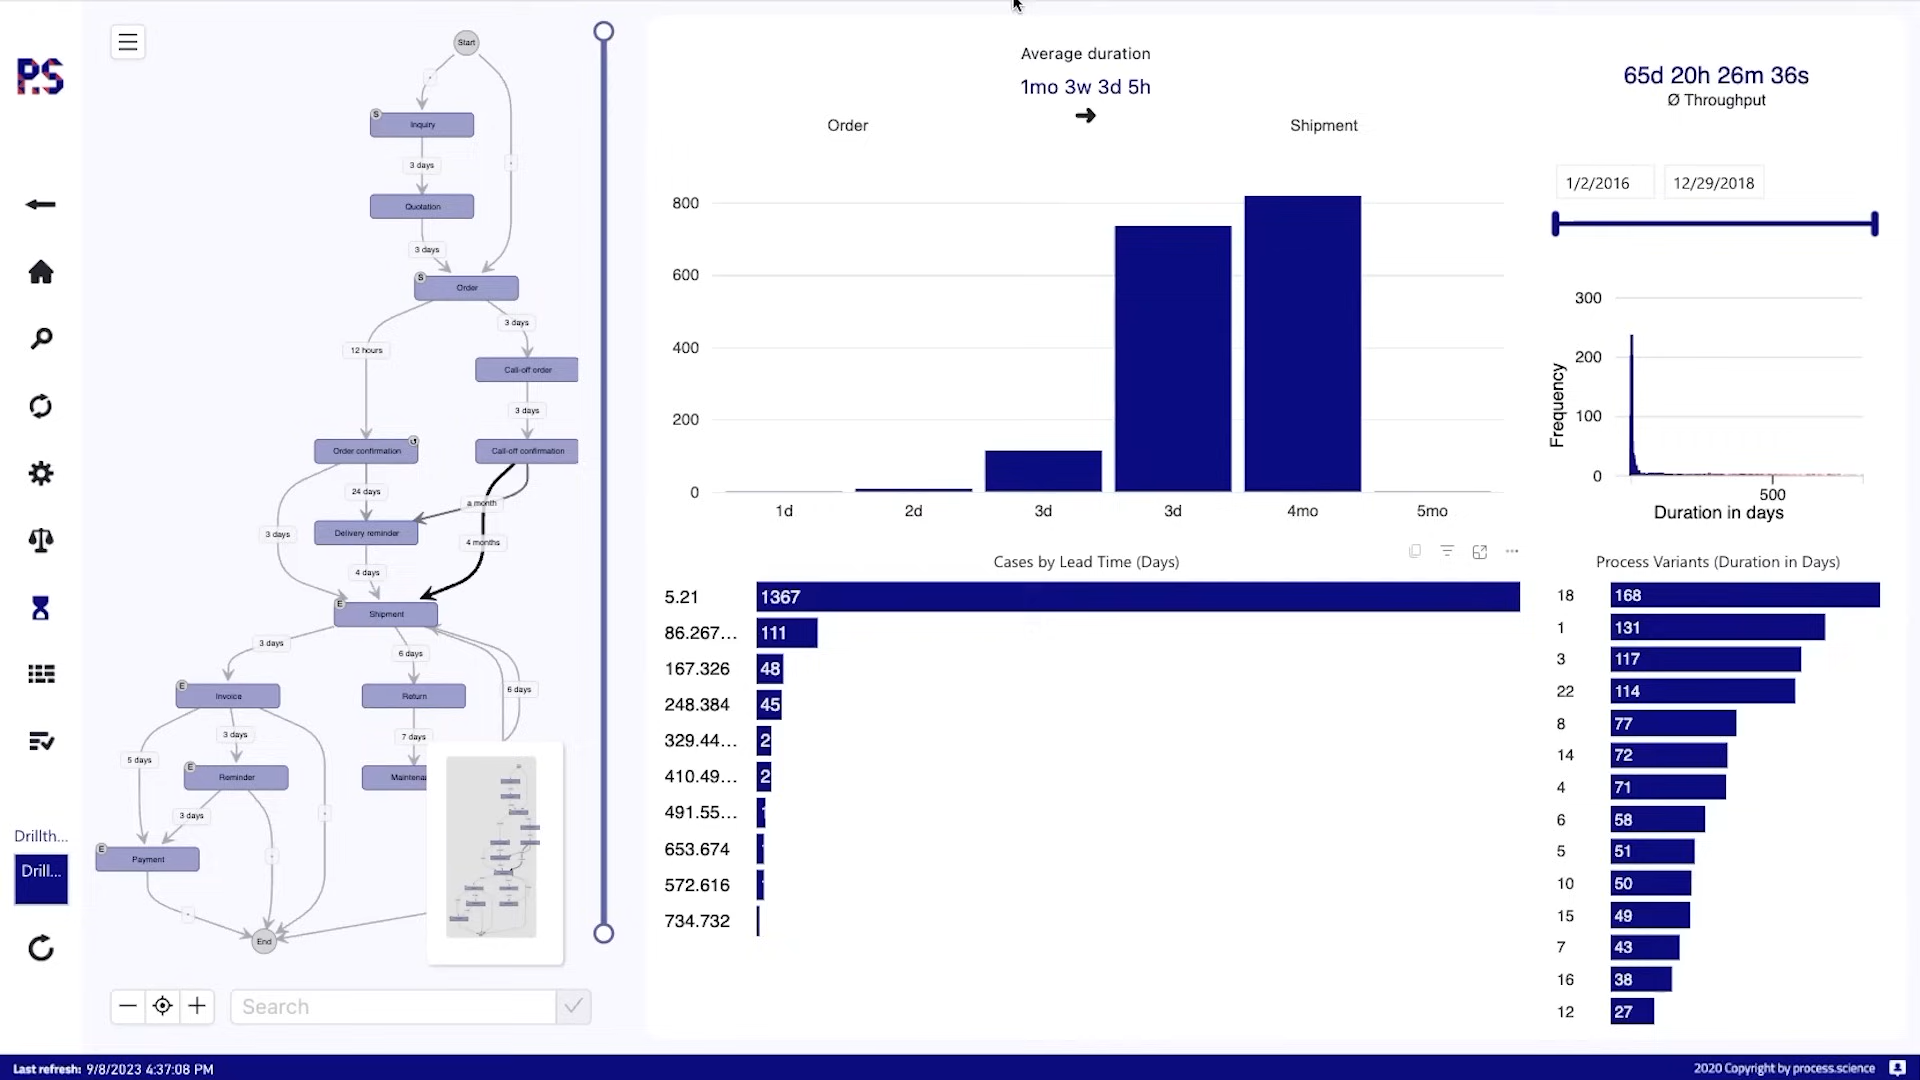 P.S
Start
-
S
Inquiry
3 days
-
Quotation
3 days
S
Order
3 days
12 hours
Call-off order
3 days
Order confirmation
Call-off confirmation
24 days
a month
Delivery reminder
3 days
4 months
4 days
E
Shipment
3 days
6 days
6 days
E
Invoice
Return
3 days
7 days
5 days
E
Reminder
Maintena
3 days
-
E
Payment
-
-
End
Search
Drillth...
Drill...
Average duration
1mo 3w 3d 5h
Order
Shipment
800
600
400
200
0
1d
2d
3d
3d
4mo
5mo
65d 20h 26m 36s
Ø Throughput
1/2/2016
12/29/2018
300
200
100
0
Frequency
500
Duration in days
Cases by Lead Time (Days)
5.21 1367
86.267... 111
167.326 48
248.384 45
329.44... 2
410.49... 2
491.55...
653.674
572.616
734.732
Process Variants (Duration in Days)
18 168
1 131
3 117
22 114
8 77
14 72
4 71
6 58
5 51
10 50
15 49
7 43
16 38
12 27
Last refresh: 9/8/2023 4:37:08 PM
2020 Copyright by process.science